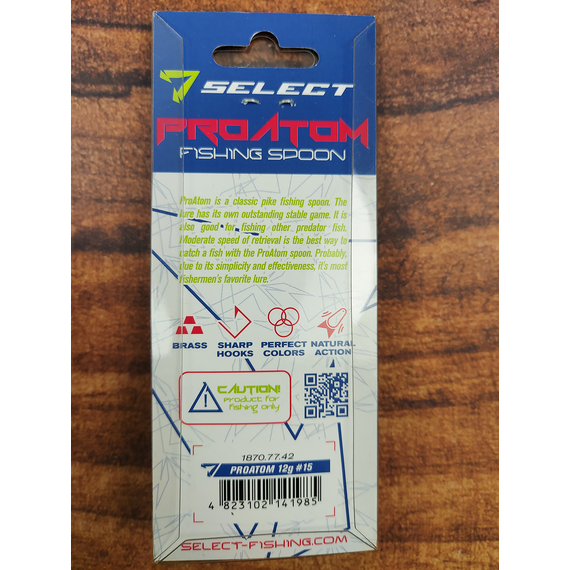 SELECT
PROATOM
FISHING SPOON
ProAtom is a classic pike fishing spoon. The
lure has its own outstanding stable game. It is
also good for fishing other predator fish.
Moderate speed of retrieval is the best way to
catch a fish with the ProAtom spoon. Probably,
due to its simplicity and effectiveness, it's most
fishermen's favorite lure.
BRASS
SHARP
HOOKS
PERFECT
COLORS
NATURAL
ACTION
CAUTION!
Product for
fishing only
1870.77.42
PROATOM 12g #15
4 823102 141985
SELECT-FISHING.COM